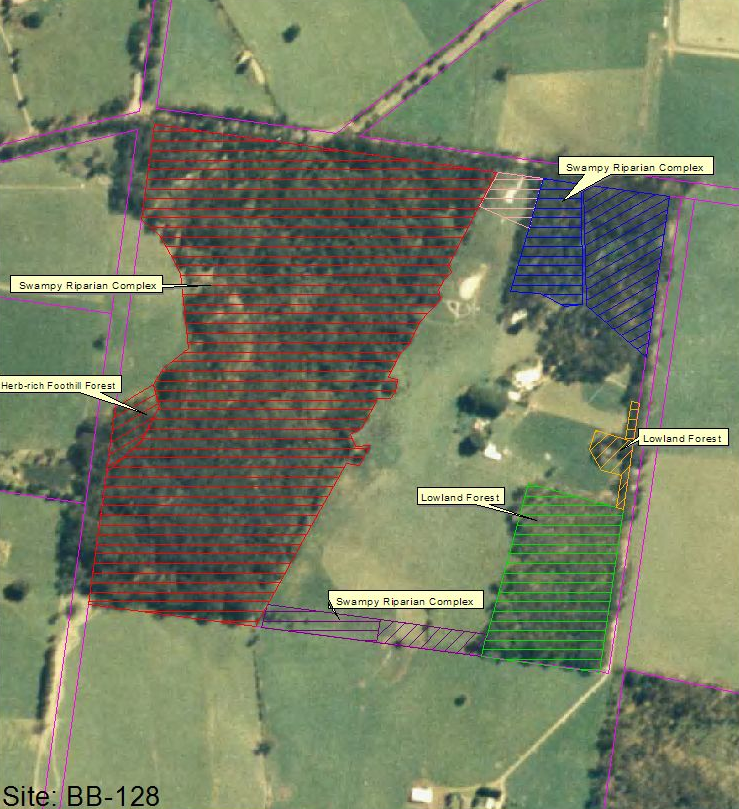 Swampy Riparian Complex
Swampy Riparian Complex
Herb-rich Foothill Forest
Lowland Forest
Lowland Forest
Swampy Riparian Complex
Site: BB-128